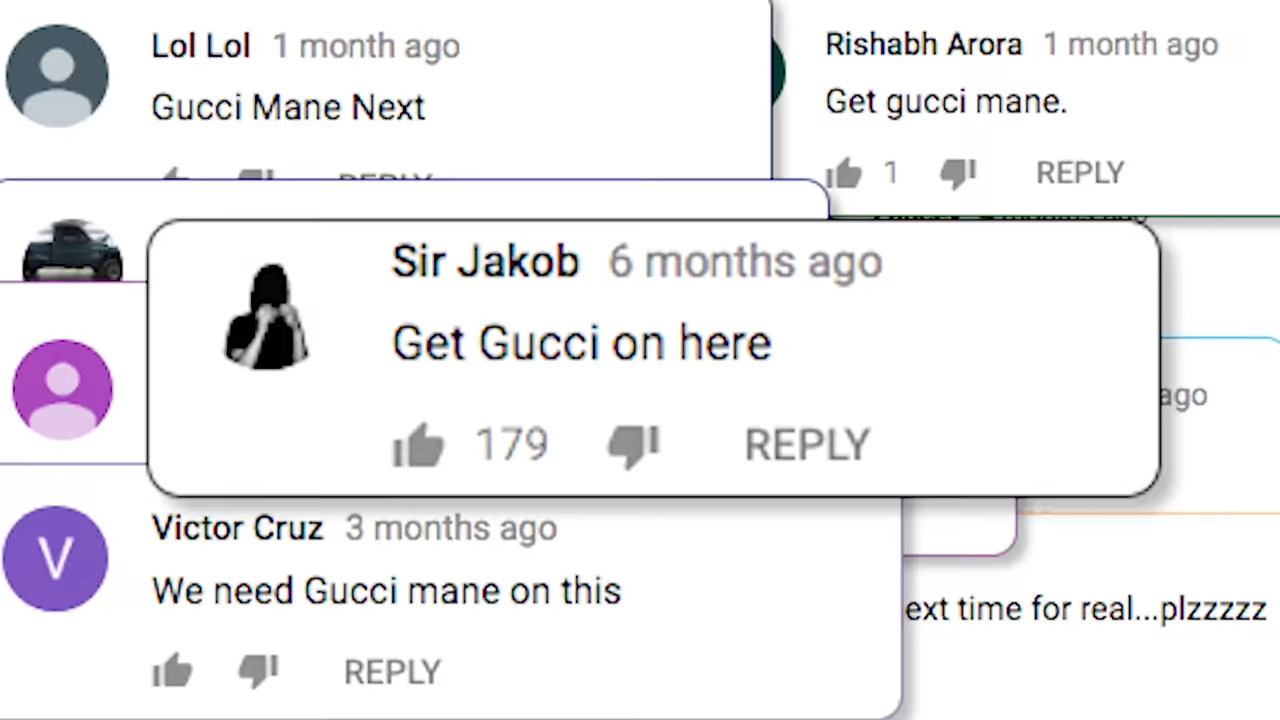 Lol Lol 1 month ago
Gucci Mane Next
REPLY
Rishabh Arora 1 month ago
Get gucci mane.
1 REPLY
Sir Jakob 6 months ago
Get Gucci on here
179 REPLY
ago
Victor Cruz 3 months ago
We need Gucci mane on this
REPLY
ext time for real...plzzzzz
V